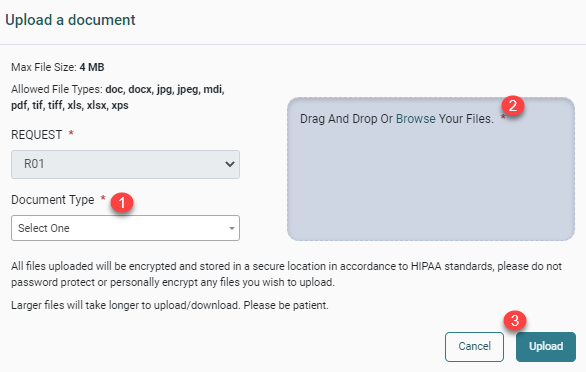 Upload a document
Max File Size: 4 MB
Allowed File Types: doc, docx, jpg, jpeg, mdi,
pdf, tif, tiff, xls, xlsx, xps
REQUEST *
R01
Document Type * 1
Select One
2
Drag And Drop Or Browse Your Files. *
All files uploaded will be encrypted and stored in a secure location in accordance to HIPAA standards, please do not
password protect or personally encrypt any files you wish to upload.
Larger files will take longer to upload/download. Please be patient.
3
Cancel
Upload